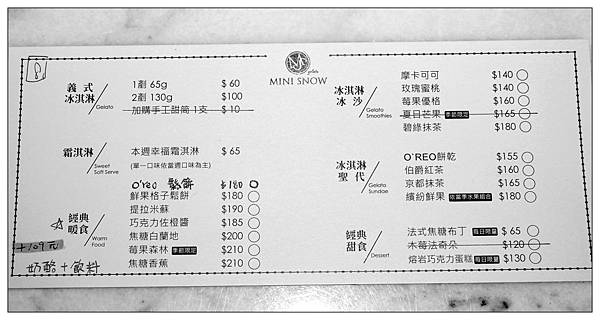 gelato
MINI SNOW
義式
冰淇淋
Gelato
1劃 65g $ 60
2劃 130g $100
加購手工甜筒 1支 $ 10
霜淇淋
Sweet
Soft Serve
本週幸福霜淇淋 $ 65
(單一口味依當週口味為主)
O'reo 鬆餅 $180
☆ 經典
暖食
Warm
Food
+109元
奶酪+飲料
鮮果格子鬆餅 $180
提拉米蘇 $190
巧克力佐橙醬 $185
焦糖白蘭地 $200
莓果森林 季節限定 $210
焦糖香蕉 $210
冰淇淋
冰沙
Gelato
Smoothies
摩卡可可 $140
玫瑰蜜桃 $140
莓果優格 $160
夏日芒果 季節限定 $165
碧綠抹茶 $180
冰淇淋
聖代
Gelato
Sundae
O'REO餅乾 $155
伯爵紅茶 $160
京都抹茶 $165
繽紛鮮果 依當季水果組合 $180
經典
甜食
Dessert
法式焦糖布丁 每日限量 $ 65
木莓法奇朵 $120
熔岩巧克力蛋糕 每日限量 $130